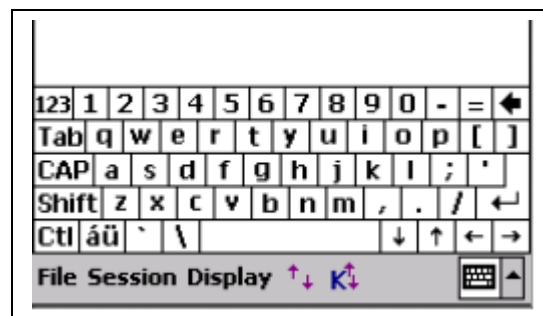 123 1 2 3 4 5 6 7 8 9 0 - = 🡄
Tab q w e r t y u i o p [ ]
CAP a s d f g h j k l ; '
Shift z x c v b n m , . / ↵
Ctl áü ` \ ↓ ↑ ← →
File Session Display ↑↓ K↑↓